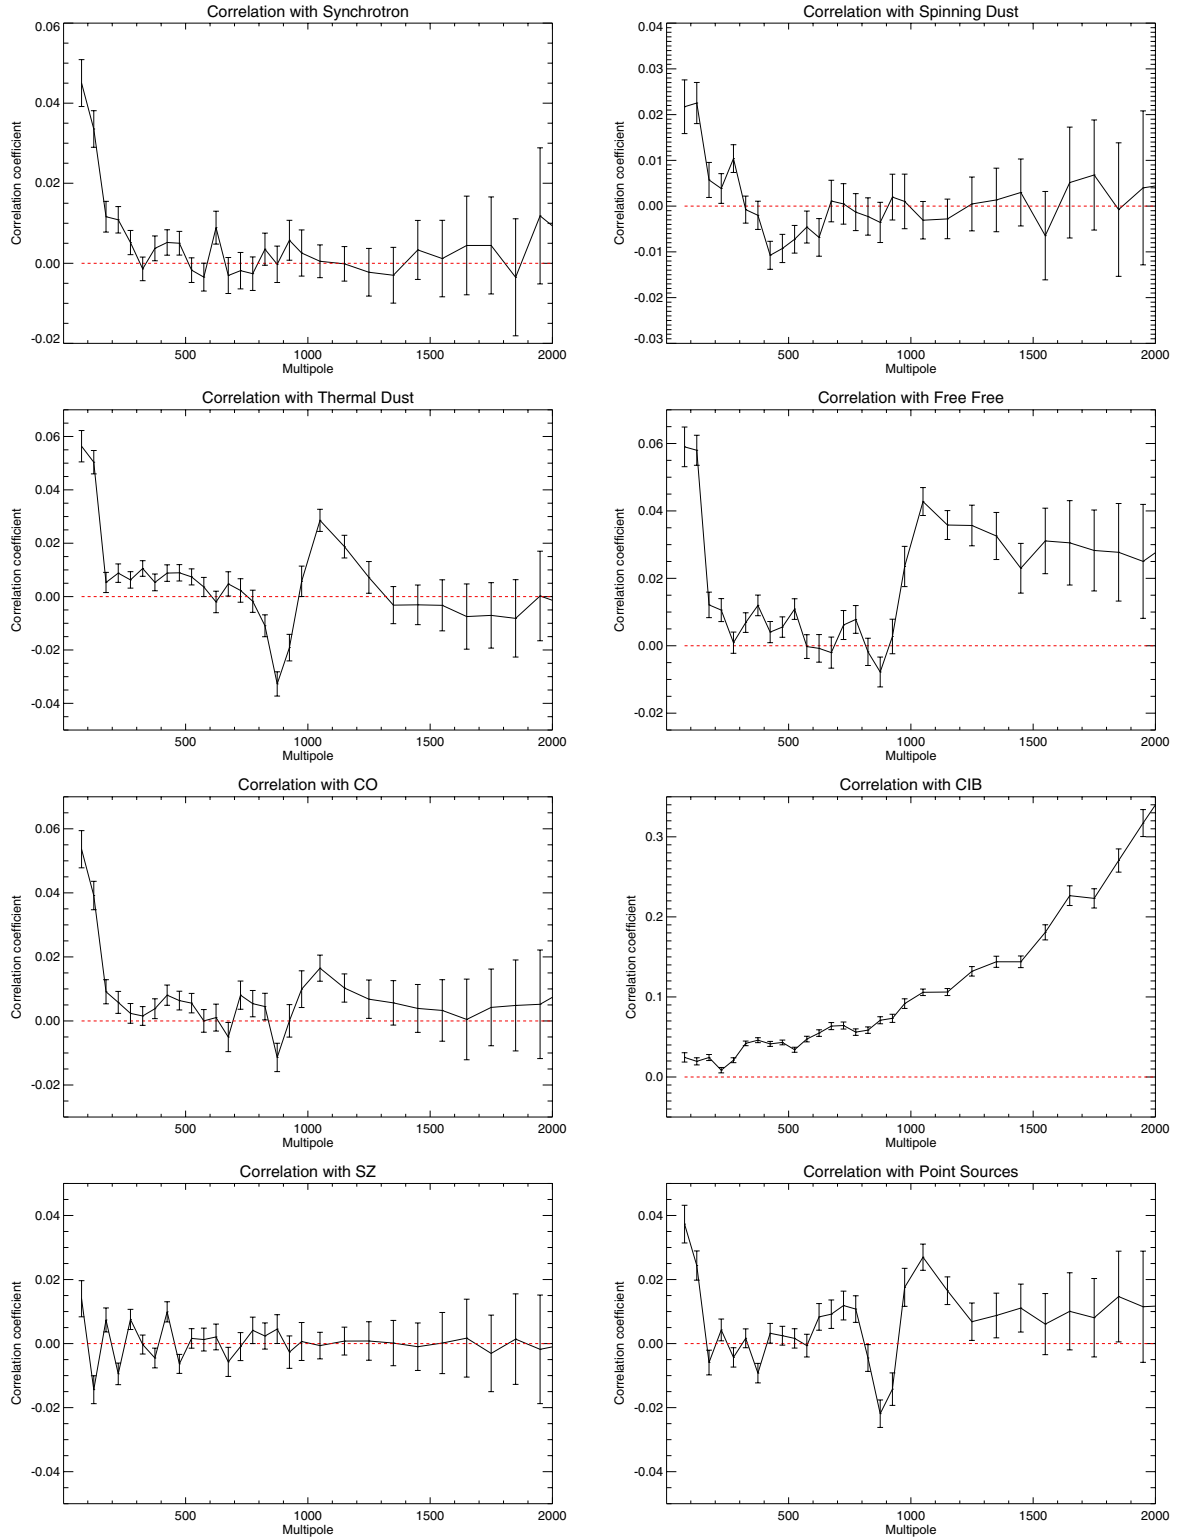 Correlation with Synchrotron
0.06
0.04
0.02
0.00
-0.02
Correlation coefficient
500 1000 1500 2000
Multipole
Correlation with Spinning Dust
0.04
0.03
0.02
0.01
0.00
-0.01
-0.02
-0.03
Correlation coefficient
500 1000 1500 2000
Multipole
Correlation with Thermal Dust
0.06
0.04
0.02
0.00
-0.02
-0.04
Correlation coefficient
500 1000 1500 2000
Multipole
Correlation with Free Free
0.06
0.04
0.02
0.00
-0.02
Correlation coefficient
500 1000 1500 2000
Multipole
Correlation with CO
0.06
0.04
0.02
0.00
-0.02
Correlation coefficient
500 1000 1500 2000
Multipole
Correlation with CIB
0.3
0.2
0.1
0.0
Correlation coefficient
500 1000 1500 2000
Multipole
Correlation with SZ
0.04
0.02
0.00
-0.02
-0.04
Correlation coefficient
500 1000 1500 2000
Multipole
Correlation with Point Sources
0.04
0.02
0.00
-0.02
-0.04
Correlation coefficient
500 1000 1500 2000
Multipole